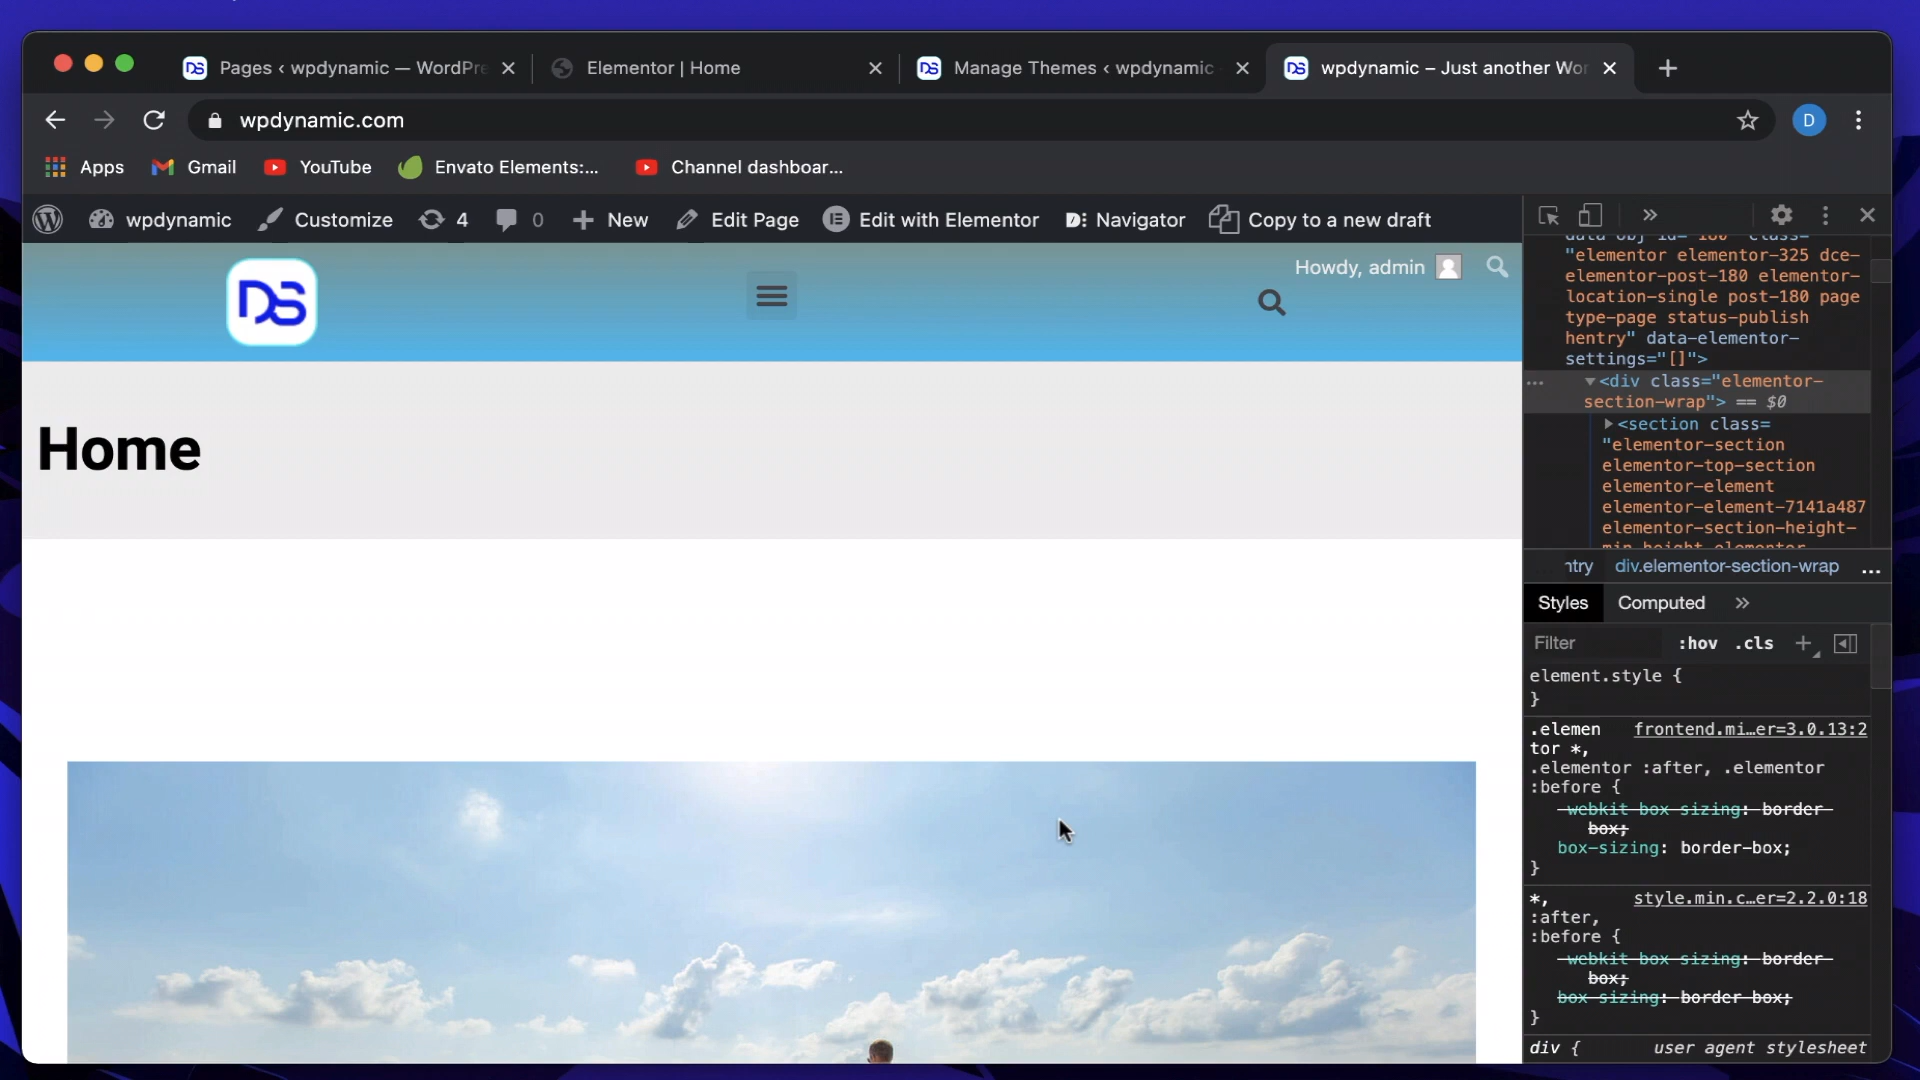 Pages ‹ wpdynamic — WordPre
Elementor | Home
Manage Themes ‹ wpdynamic
wpdynamic – Just another Wor
wpdynamic.com
D
Apps
Gmail
YouTube
Envato Elements:...
Channel dashboar...
wpdynamic
Customize
4
0
New
Edit Page
Edit with Elementor
Navigator
Copy to a new draft
Howdy, admin
DS
Home
data-obj-id="180" class=
"elementor elementor-325 dce-
elementor-post-180 elementor-
location-single post-180 page
type-page status-publish
hentry" data-elementor-
settings="[]">
<div class="elementor-
section-wrap"> == $0
<section class=
"elementor-section
elementor-top-section
elementor-element
elementor-element-7141a487
elementor-section-height-
min-height elementor-
ntry
div.elementor-section-wrap
...
Styles
Computed
Filter
:hov
.cls
element.style {
}
.elemen
frontend.mi…er=3.0.13:2
tor *,
.elementor :after, .elementor
:before {
-webkit-box-sizing: border-
box;
box-sizing: border-box;
}
*,
style.min.c…er=2.2.0:18
:after,
:before {
-webkit-box-sizing: border-
box;
box-sizing: border-box;
}
div {
user agent stylesheet